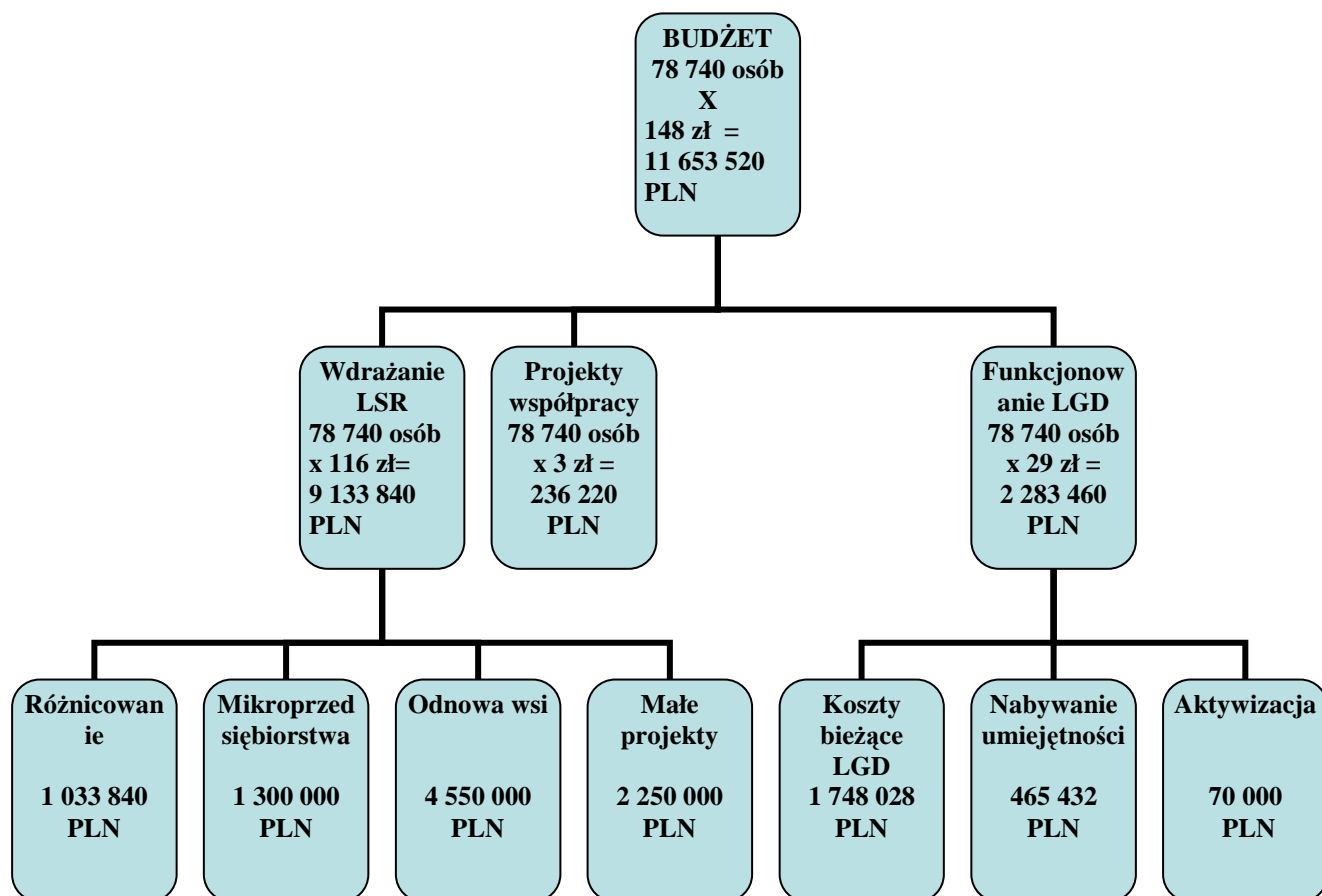 BUDŻET
78 740 osób
X
148 zł =
11 653 520
PLN
Wdrażanie
LSR
78 740 osób
x 116 zł=
9 133 840
PLN
Projekty
współpracy
78 740 osób
x 3 zł =
236 220
PLN
Funkcjonow
anie LGD
78 740 osób
x 29 zł =
2 283 460
PLN
Różnicowan
ie
1 033 840
PLN
Mikroprzed
siębiorstwa
1 300 000
PLN
Odnowa wsi
4 550 000
PLN
Małe
projekty
2 250 000
PLN
Koszty
bieżące
LGD
1 748 028
PLN
Nabywanie
umiejętności
465 432
PLN
Aktywizacja
70 000
PLN